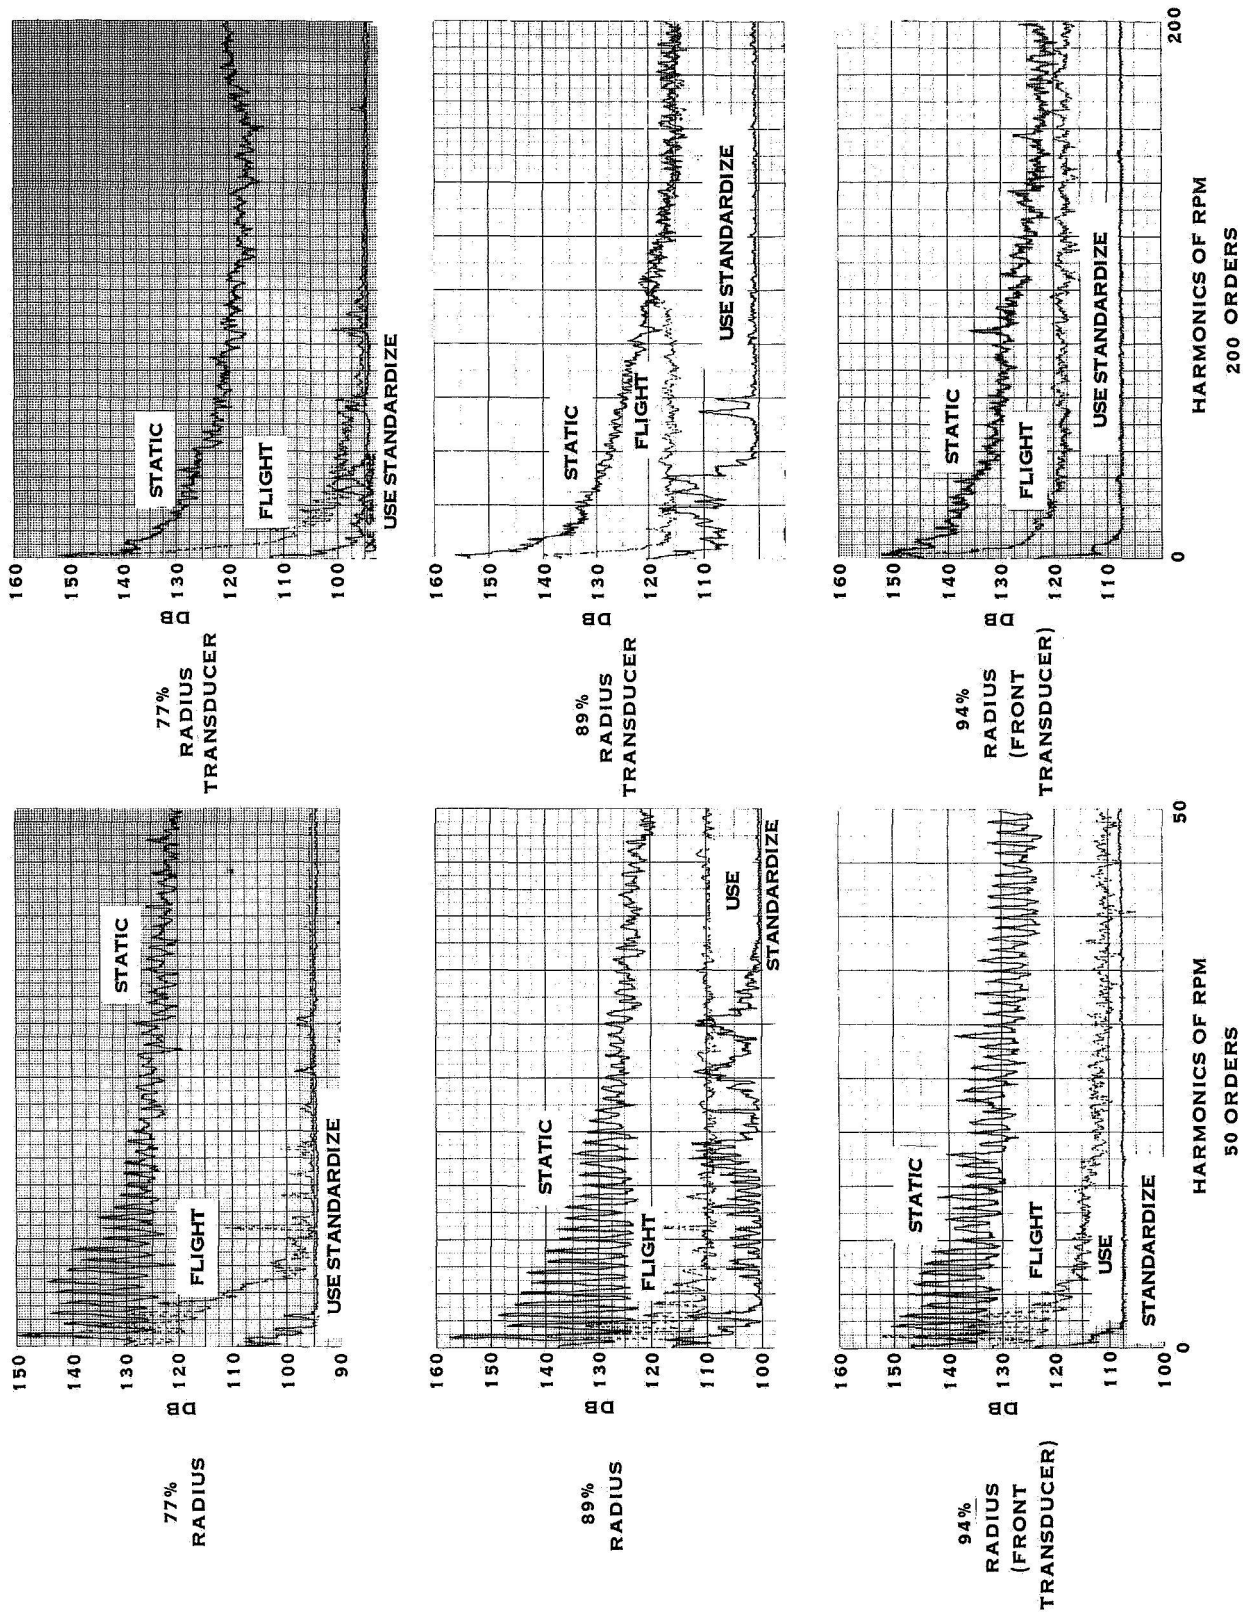 77%
RADIUS
DB
150
140
130
120
110
100
90
STATIC
FLIGHT
USE STANDARDIZE
77%
RADIUS
TRANSDUCER
DB
160
150
140
130
120
110
100
STATIC
FLIGHT
USE STANDARDIZE
89%
RADIUS
DB
160
150
140
130
120
110
100
STATIC
FLIGHT
USE
STANDARDIZE
89%
RADIUS
TRANSDUCER
DB
160
150
140
130
120
110
STATIC
FLIGHT
USE STANDARDIZE
94%
RADIUS
(FRONT
TRANSDUCER)
DB
160
150
140
130
120
110
100
STATIC
FLIGHT
USE
STANDARDIZE
0
50
HARMONICS OF RPM
50 ORDERS
94%
RADIUS
(FRONT
TRANSDUCER)
DB
160
150
140
130
120
110
STATIC
FLIGHT
USE STANDARDIZE
0
200
HARMONICS OF RPM
200 ORDERS